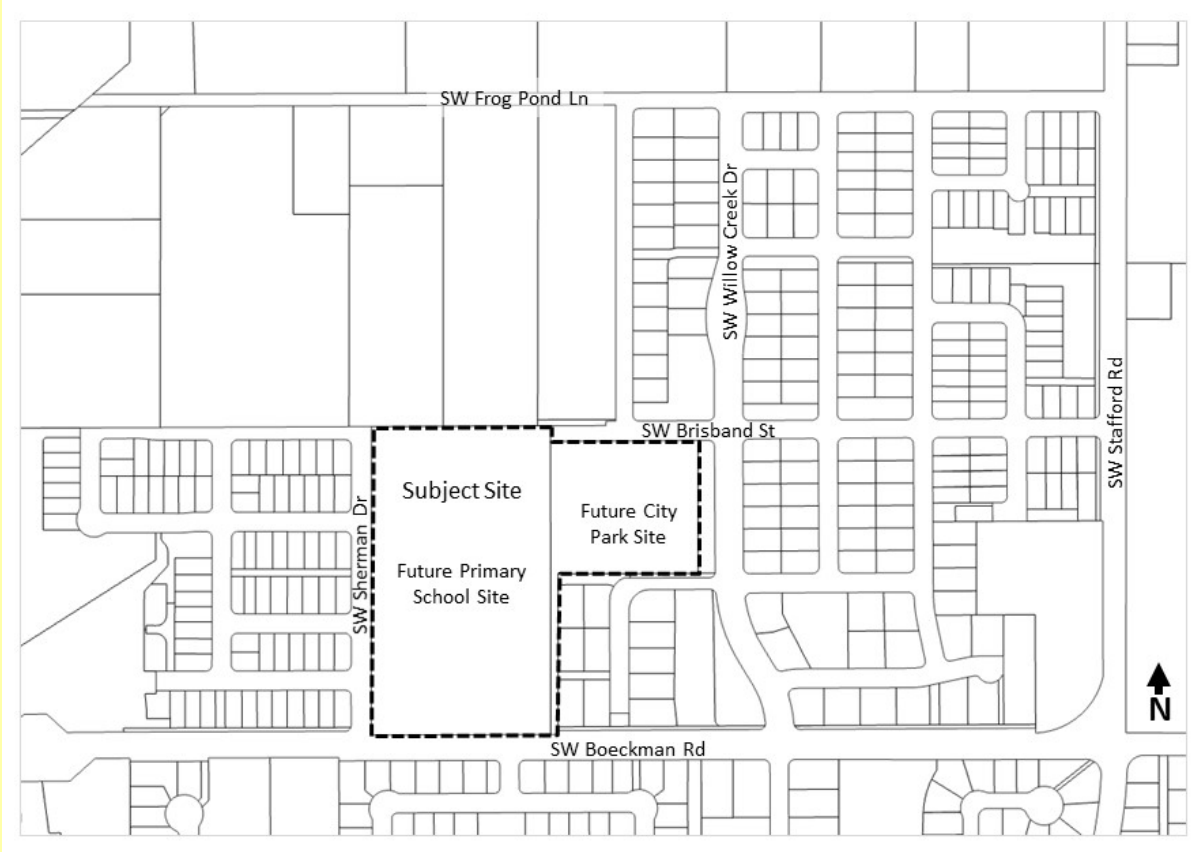 SW Frog Pond Ln
SW Willow Creek Dr
SW Stafford Rd
SW Brisband St
Subject Site
Future City
Park Site
SW Sherman Dr
Future Primary
School Site
N
SW Boeckman Rd